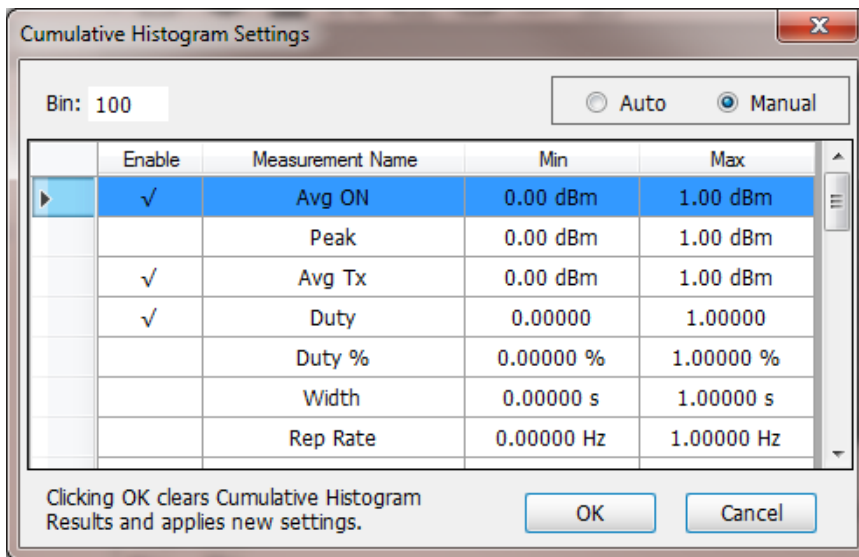 Cumulative Histogram Settings
x
Bin: 100 Auto Manual
Enable Measurement Name Min Max
√ Avg ON 0.00 dBm 1.00 dBm
Peak 0.00 dBm 1.00 dBm
√ Avg Tx 0.00 dBm 1.00 dBm
√ Duty 0.00000 1.00000
Duty % 0.00000 % 1.00000 %
Width 0.00000 s 1.00000 s
Rep Rate 0.00000 Hz 1.00000 Hz
Clicking OK clears Cumulative Histogram
Results and applies new settings.
OK Cancel